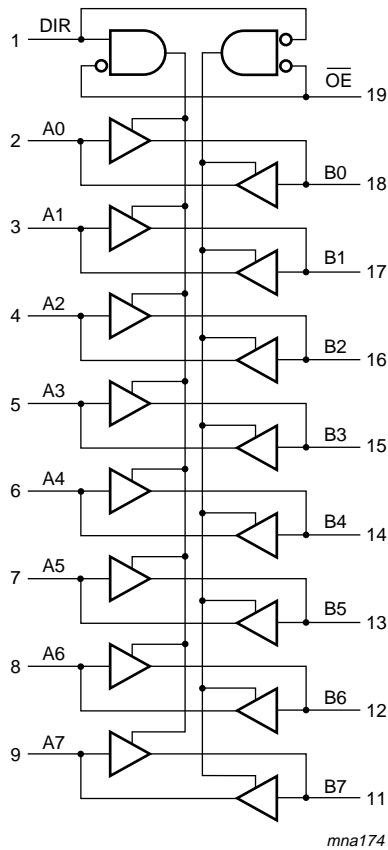 1 DIR
O̅E̅ 19
2 A0
B0 18
3 A1
B1 17
4 A2
B2 16
5 A3
B3 15
6 A4
B4 14
7 A5
B5 13
8 A6
B6 12
9 A7
B7 11
mna174